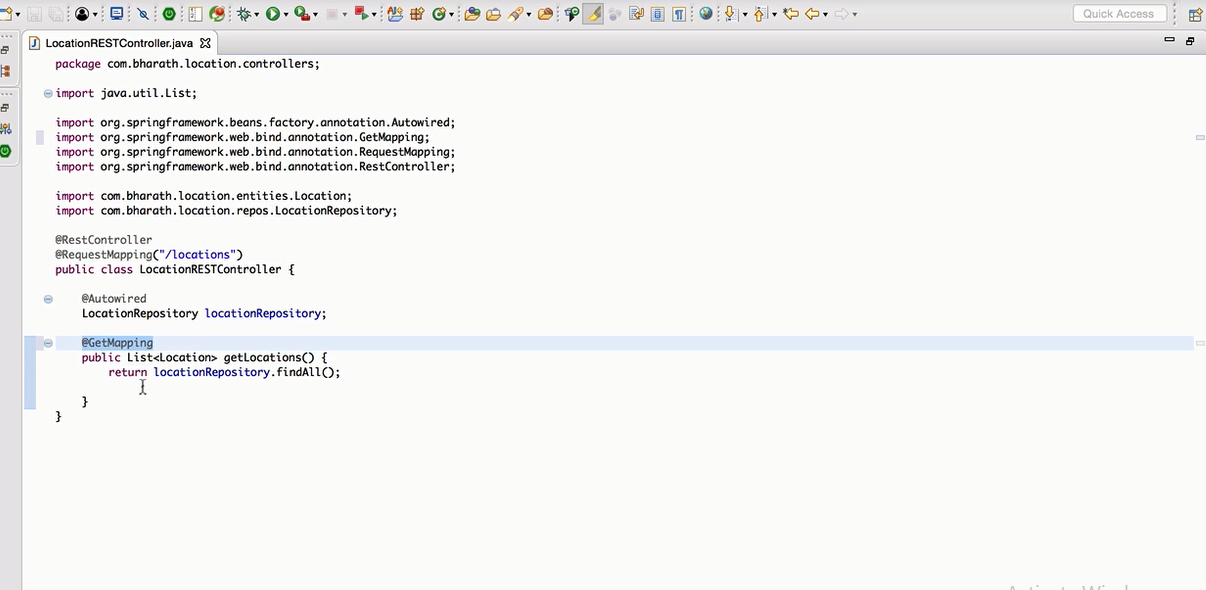 Quick Access
LocationRESTController.java
package com.bharath.location.controllers;
import java.util.List;
import org.springframework.beans.factory.annotation.Autowired;
import org.springframework.web.bind.annotation.GetMapping;
import org.springframework.web.bind.annotation.RequestMapping;
import org.springframework.web.bind.annotation.RestController;
import com.bharath.location.entities.Location;
import com.bharath.location.repos.LocationRepository;
@RestController
@RequestMapping("/locations")
public class LocationRESTController {
@Autowired
LocationRepository locationRepository;
@GetMapping
public List<Location> getLocations() {
return locationRepository.findAll();
}
}